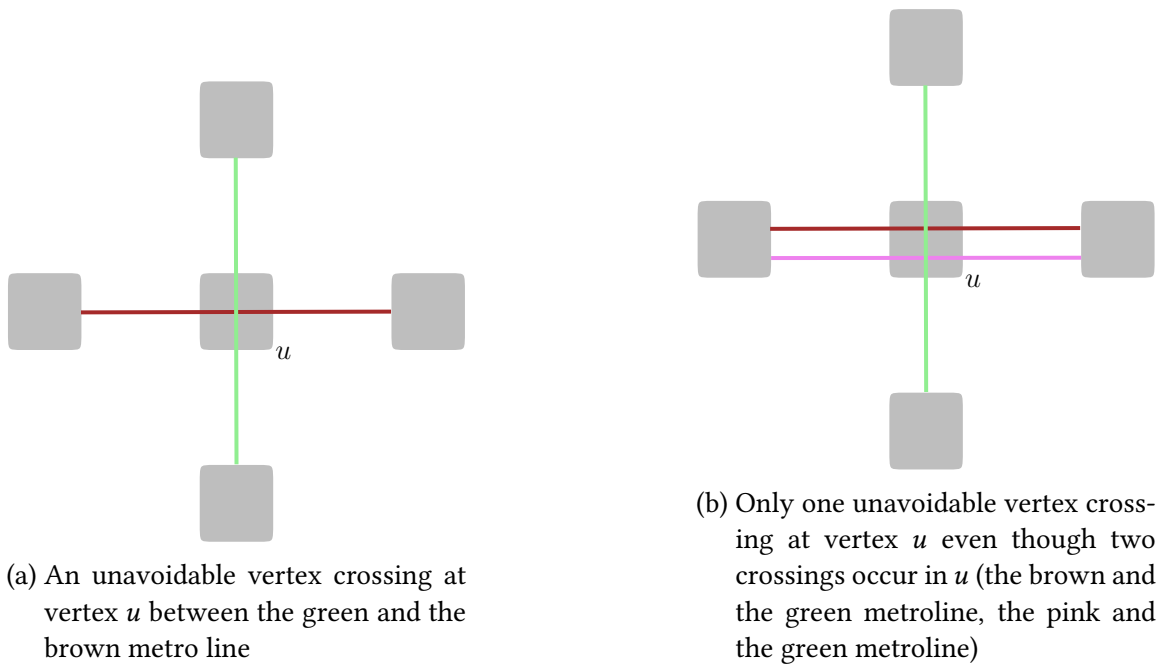 u
(a) An unavoidable vertex crossing at
vertex u between the green and the
brown metro line
u
(b) Only one unavoidable vertex cross-
ing at vertex u even though two
crossings occur in u (the brown and
the green metroline, the pink and
the green metroline)